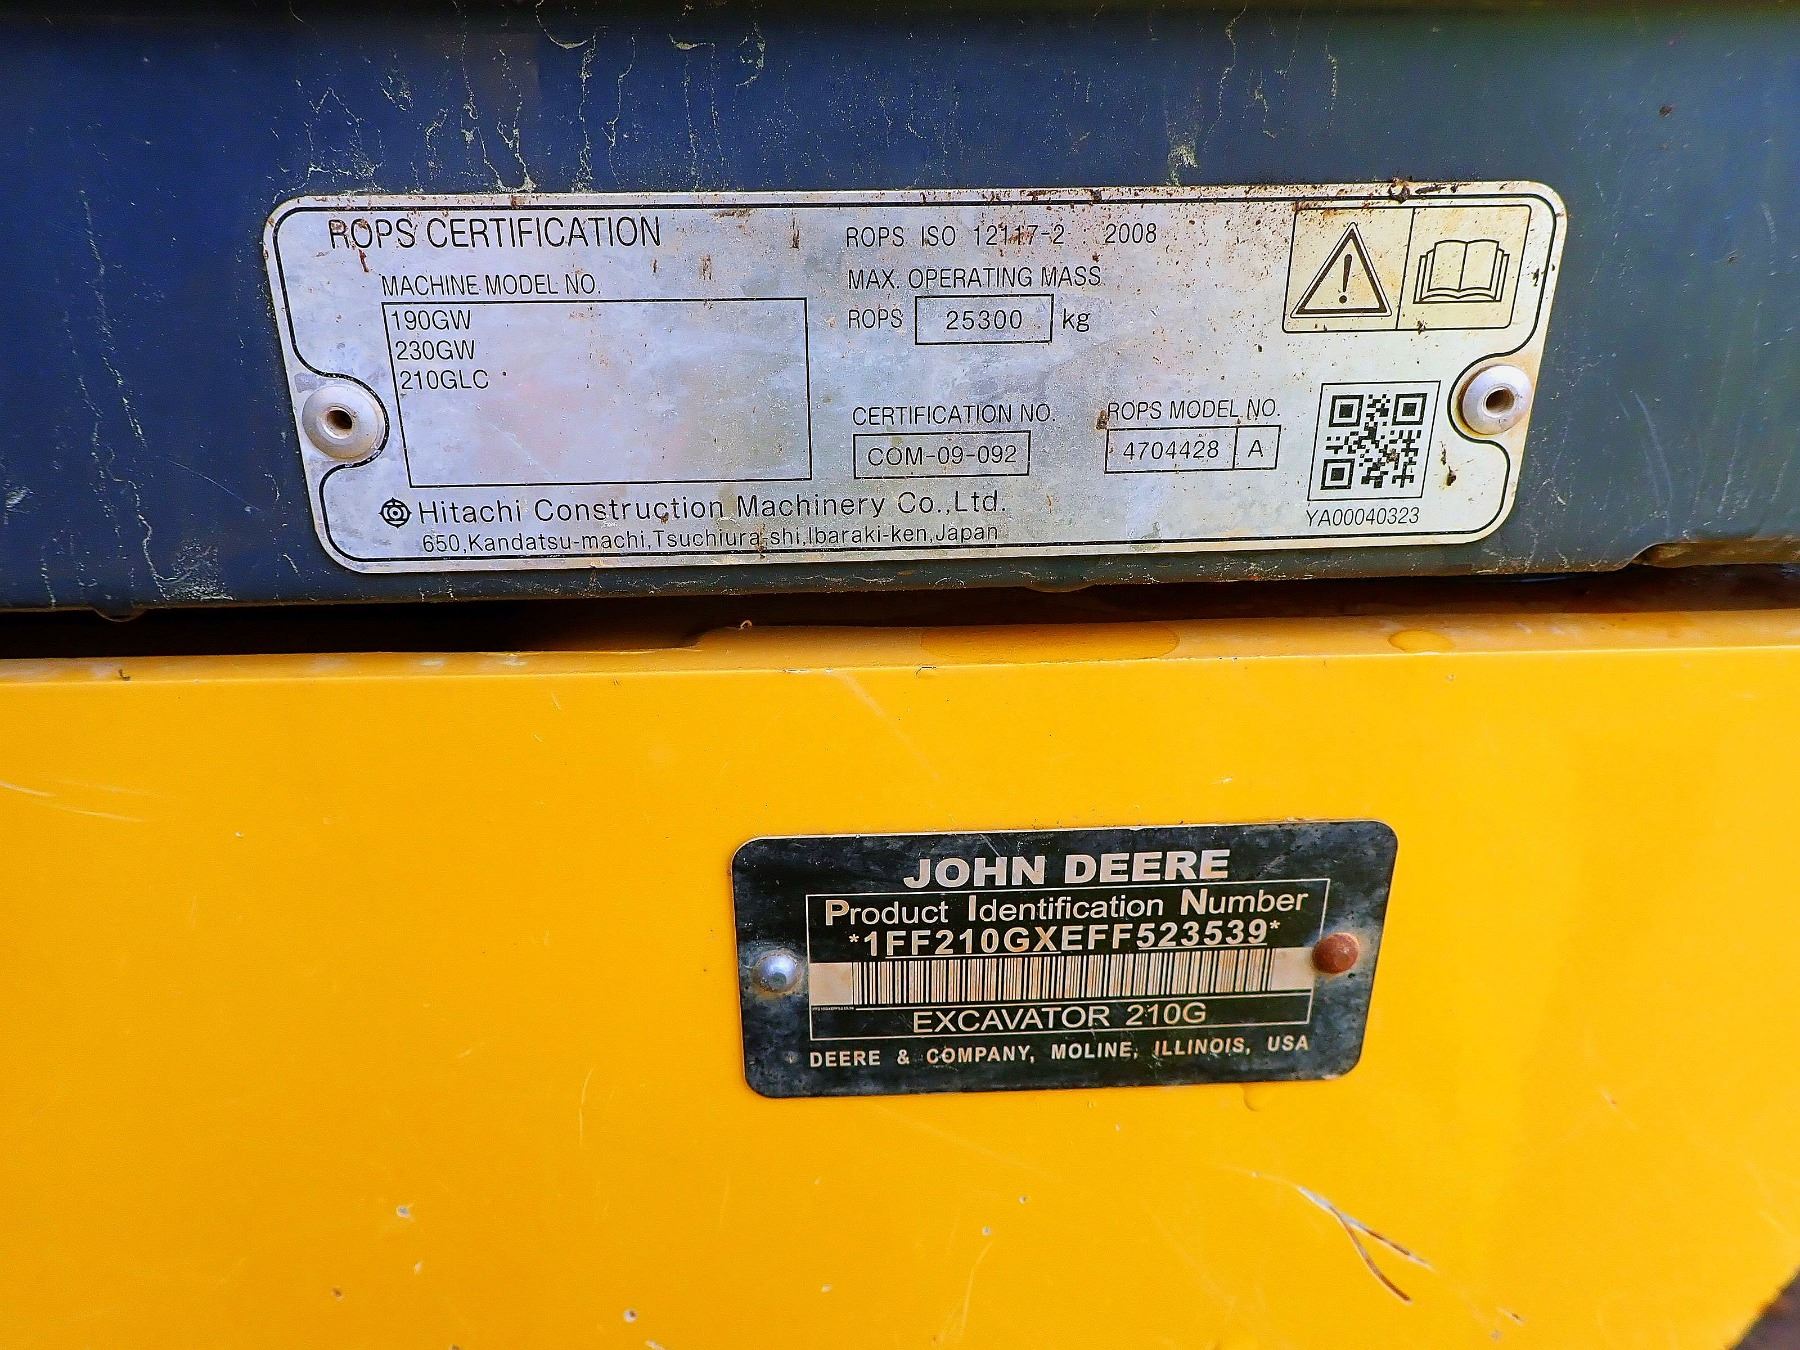 ROPS CERTIFICATION
MACHINE MODEL NO.
190GW
230GW
210GLC
ROPS ISO 12117-2 2008
MAX. OPERATING MASS
ROPS 25300 kg
CERTIFICATION NO.
COM-09-092
ROPS MODEL NO.
4704428 A
YA00040323
Hitachi Construction Machinery Co.,Ltd.
650,Kandatsu-machi,Tsuchiura-shi,Ibaraki-ken,Japan
JOHN DEERE
Product Identification Number
*1FF210GXEFF523539*
EXCAVATOR 210G
DEERE & COMPANY, MOLINE, ILLINOIS, USA